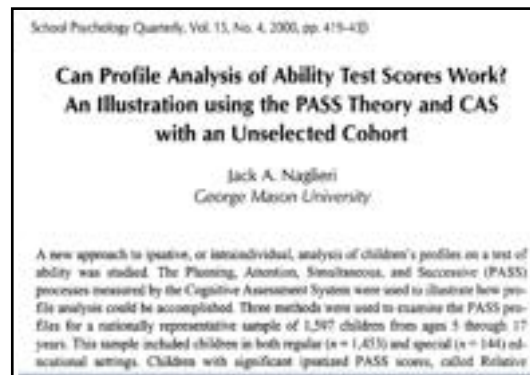 School Psychology Quarterly, Vol. 15, No. 4, 2000, pp. 419-433
Can Profile Analysis of Ability Test Scores Work?
An Illustration using the PASS Theory and CAS
with an Unselected Cohort
Jack A. Naglieri
George Mason University
A new approach to ipsative, or intraindividual, analysis of children's profiles on a test of
ability was studied. The Planning, Attention, Simultaneous, and Successive (PASS)
processes measured by the Cognitive Assessment System were used to illustrate how pro-
file analysis could be accomplished. Three methods were used to examine the PASS pro-
files for a nationally representative sample of 1,597 children from ages 5 through 17
years. This sample included children in both regular (n = 1,453) and special (n = 144) ed-
ucational settings. Children with significant ipsatized PASS scores, called Relative